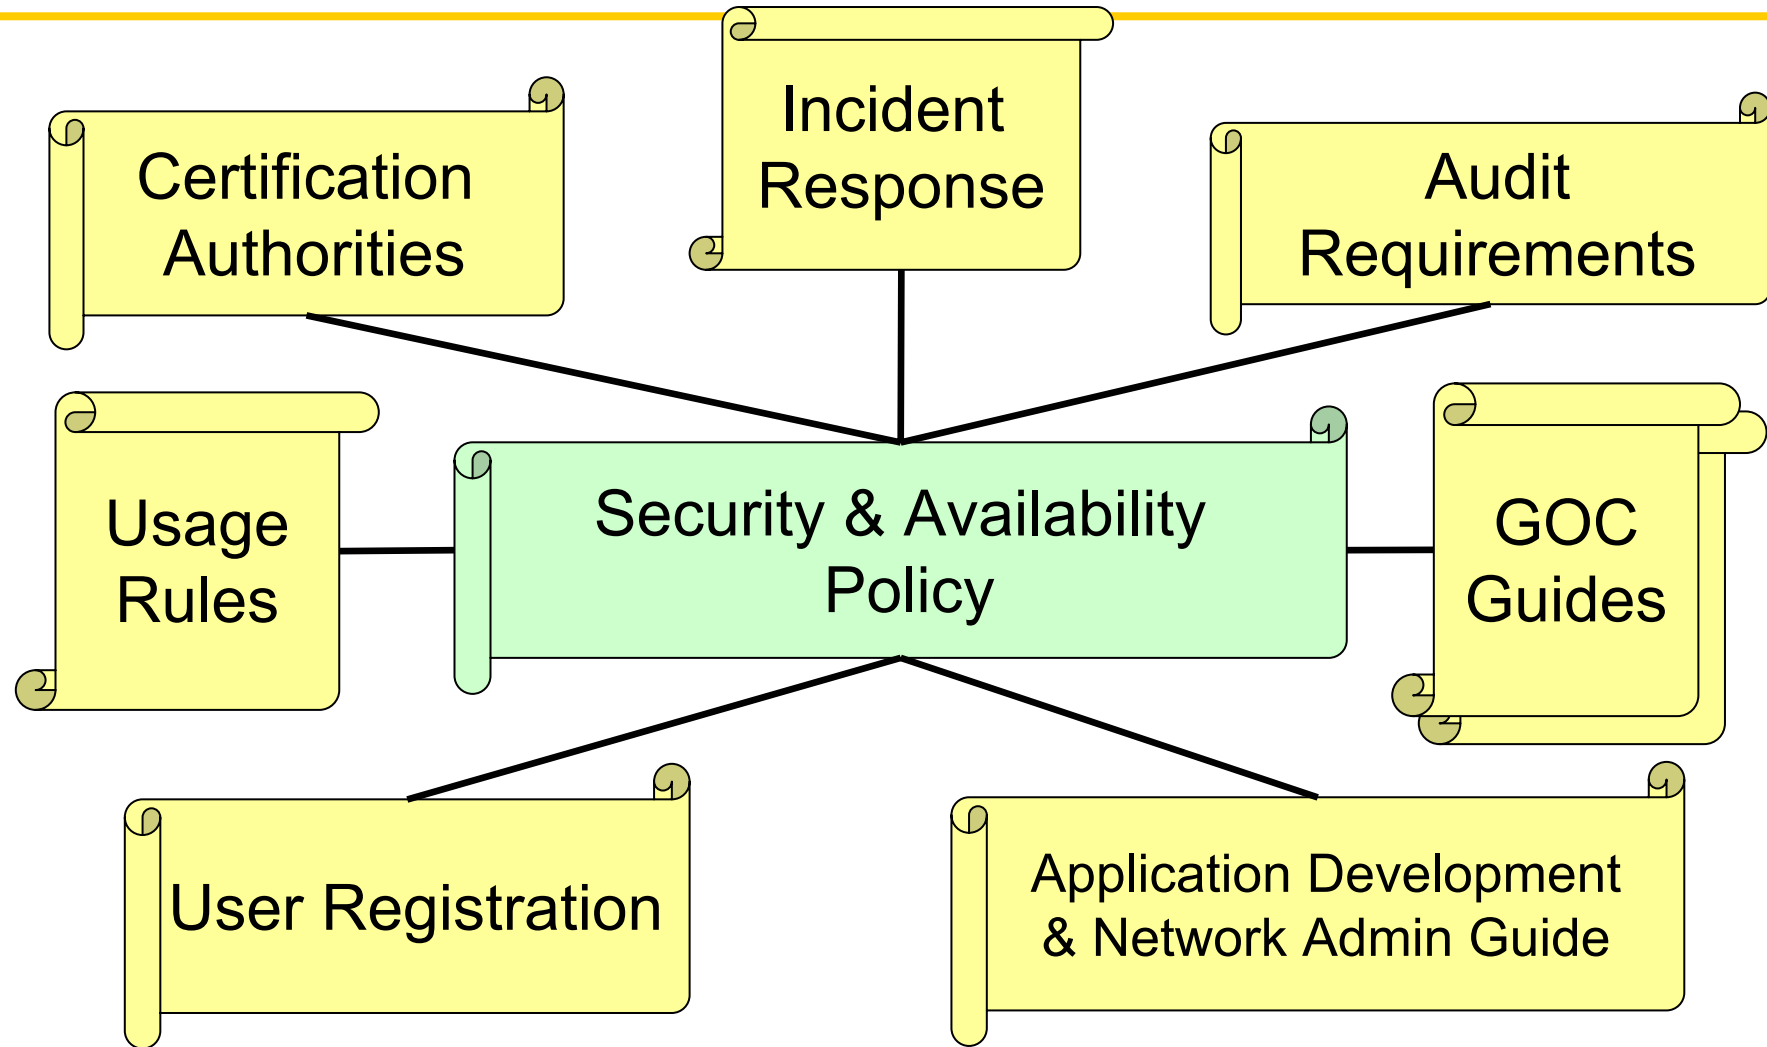 Incident
Response
Certification
Authorities
Audit
Requirements
Usage
Rules
Security & Availability
Policy
GOC
Guides
User Registration
Application Development
& Network Admin Guide